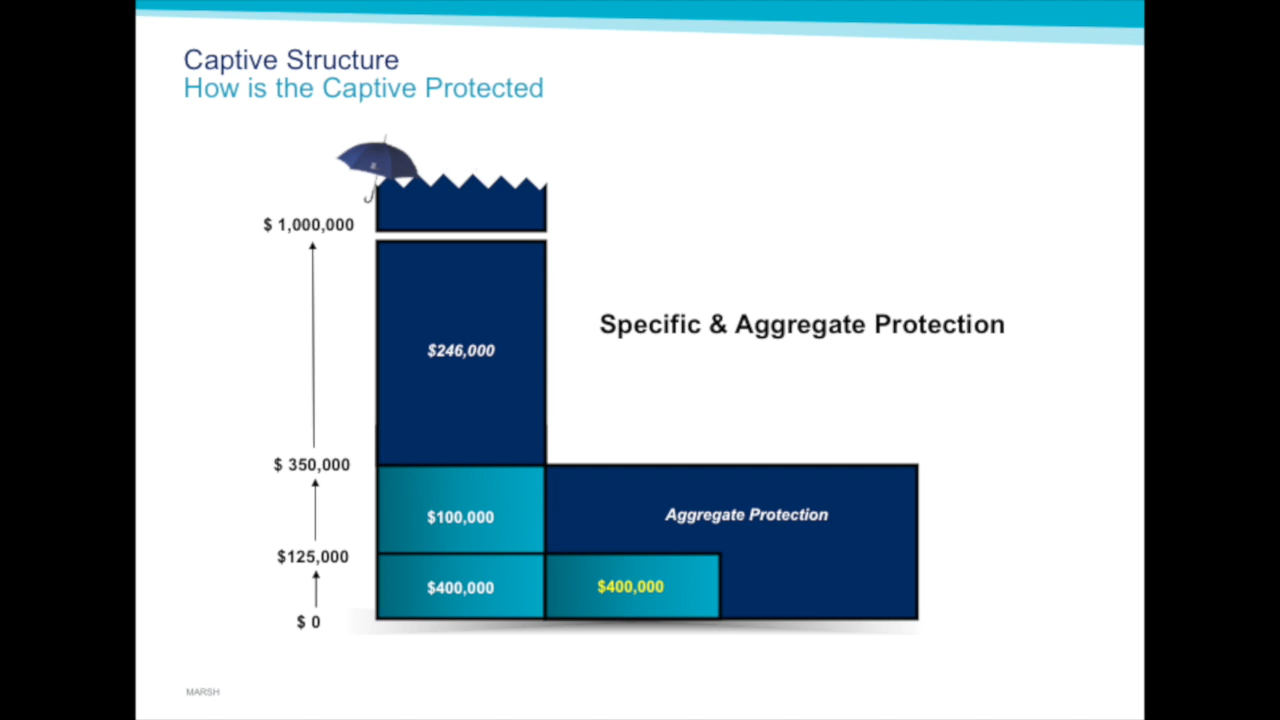 Captive Structure
How is the Captive Protected
$ 1,000,000
Specific & Aggregate Protection
$246,000
$ 350,000
$100,000
Aggregate Protection
$125,000
$400,000
$400,000
$ 0
MARSH